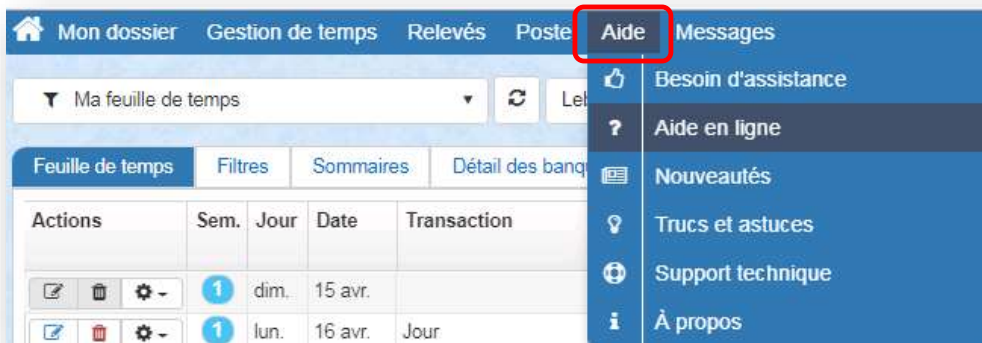 Mon dossier Gestion de temps Relevés Poste Aide Messages
Besoin d'assistance
Ma feuille de temps
Aide en ligne
Feuille de temps Filtres Sommaires Détail des
Nouveautés
Actions Sem. Jour Date Transaction
Trucs et astuces
Support technique
1 dim. 15 avr.
À propos
1 lun. 16 avr. Jour